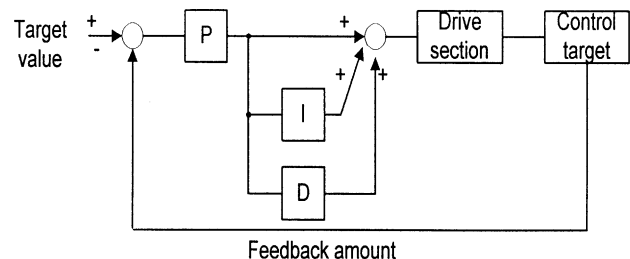 Target
value
+
-
P
+
Drive
section
Control
target
+
+
I
D
Feedback amount